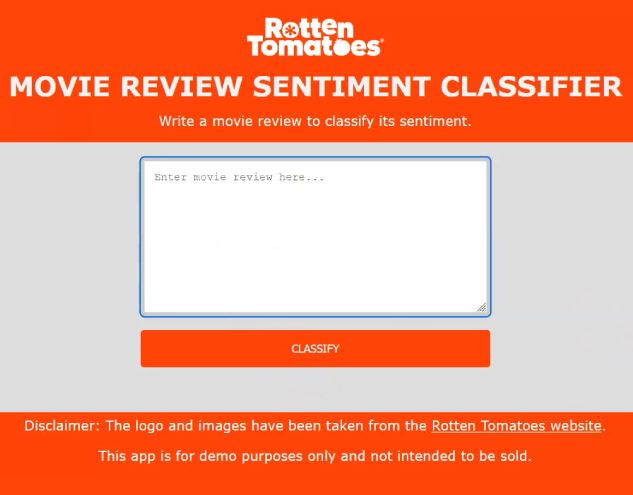 Rotten
Tomatoes®
MOVIE REVIEW SENTIMENT CLASSIFIER
Write a movie review to classify its sentiment.
Enter movie review here...
CLASSIFY
Disclaimer: The logo and images have been taken from the Rotten Tomatoes website.
This app is for demo purposes only and not intended to be sold.